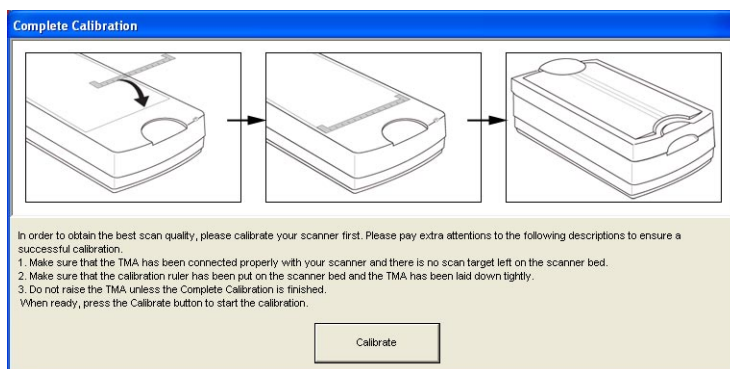 Complete Calibration
In order to obtain the best scan quality, please calibrate your scanner first. Please pay extra attentions to the following descriptions to ensure a
successful calibration.
1. Make sure that the TMA has been connected properly with your scanner and there is no scan target left on the scanner bed.
2. Make sure that the calibration ruler has been put on the scanner bed and the TMA has been laid down tightly.
3. Do not raise the TMA unless the Complete Calibration is finished.
When ready, press the Calibrate button to start the calibration.
Calibrate